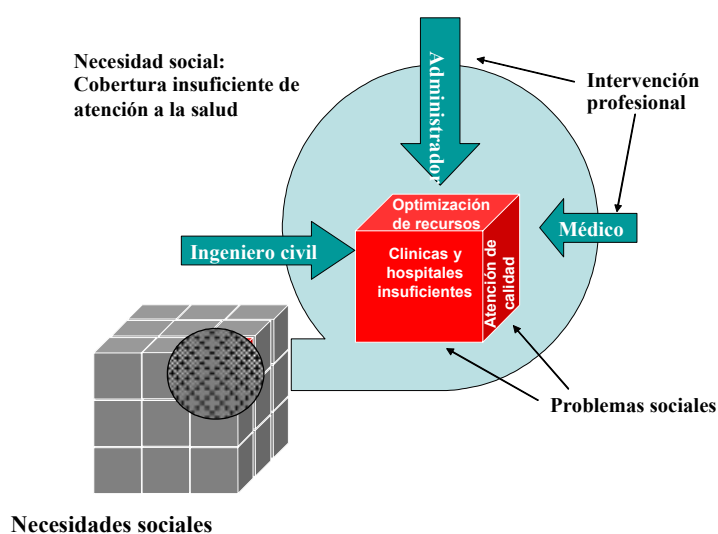 Necesidad social:
Cobertura insuficiente de
atención a la salud
Administrador
Intervención
profesional
Optimización
de recursos
Médico
Ingeniero civil
Clinicas y
hospitales
insuficientes
Atención de
calidad
Problemas sociales
Necesidades sociales